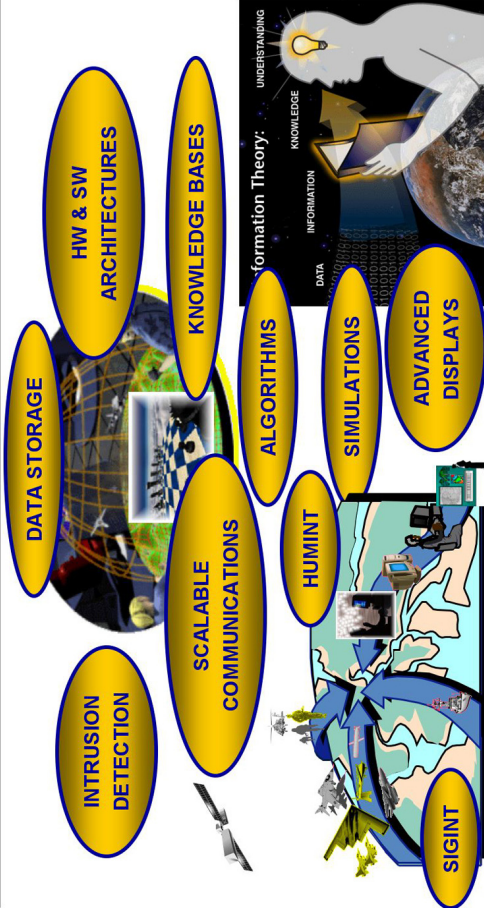 DATA STORAGE
INTRUSION
DETECTION
HW & SW
ARCHITECTURES
SCALABLE
COMMUNICATIONS
KNOWLEDGE BASES
ALGORITHMS
formation Theory:
UNDERSTANDING
KNOWLEDGE
INFORMATION
DATA
HUMINT
SIMULATIONS
SIGINT
ADVANCED
DISPLAYS